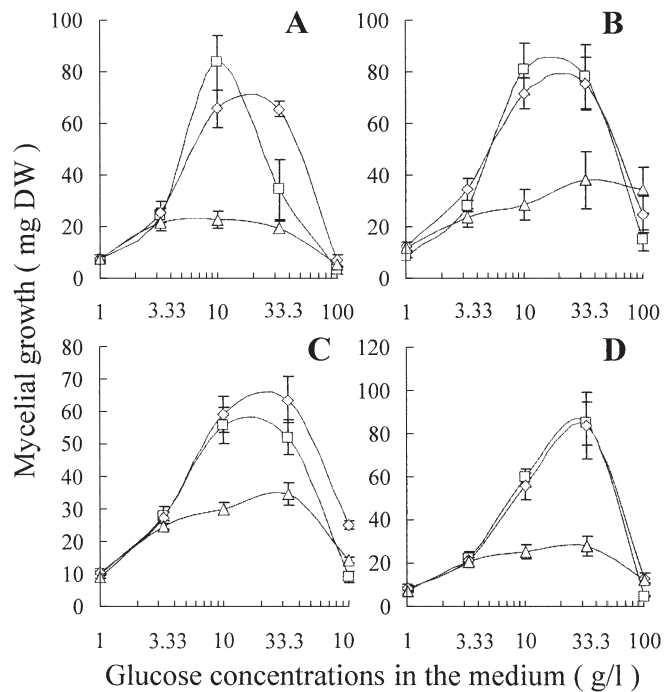 A
100
80
60
40
20
0
1 3.33 10 33.3 100
B
100
80
60
40
20
0
1 3.33 10 33.3 100
Mycelial growth ( mg DW )
C
80
70
60
50
40
30
20
10
0
1 3.33 10 33.3 10
D
120
100
80
60
40
20
0
1 3.33 10 33.3 100
Glucose concentrations in the medium ( g/l )